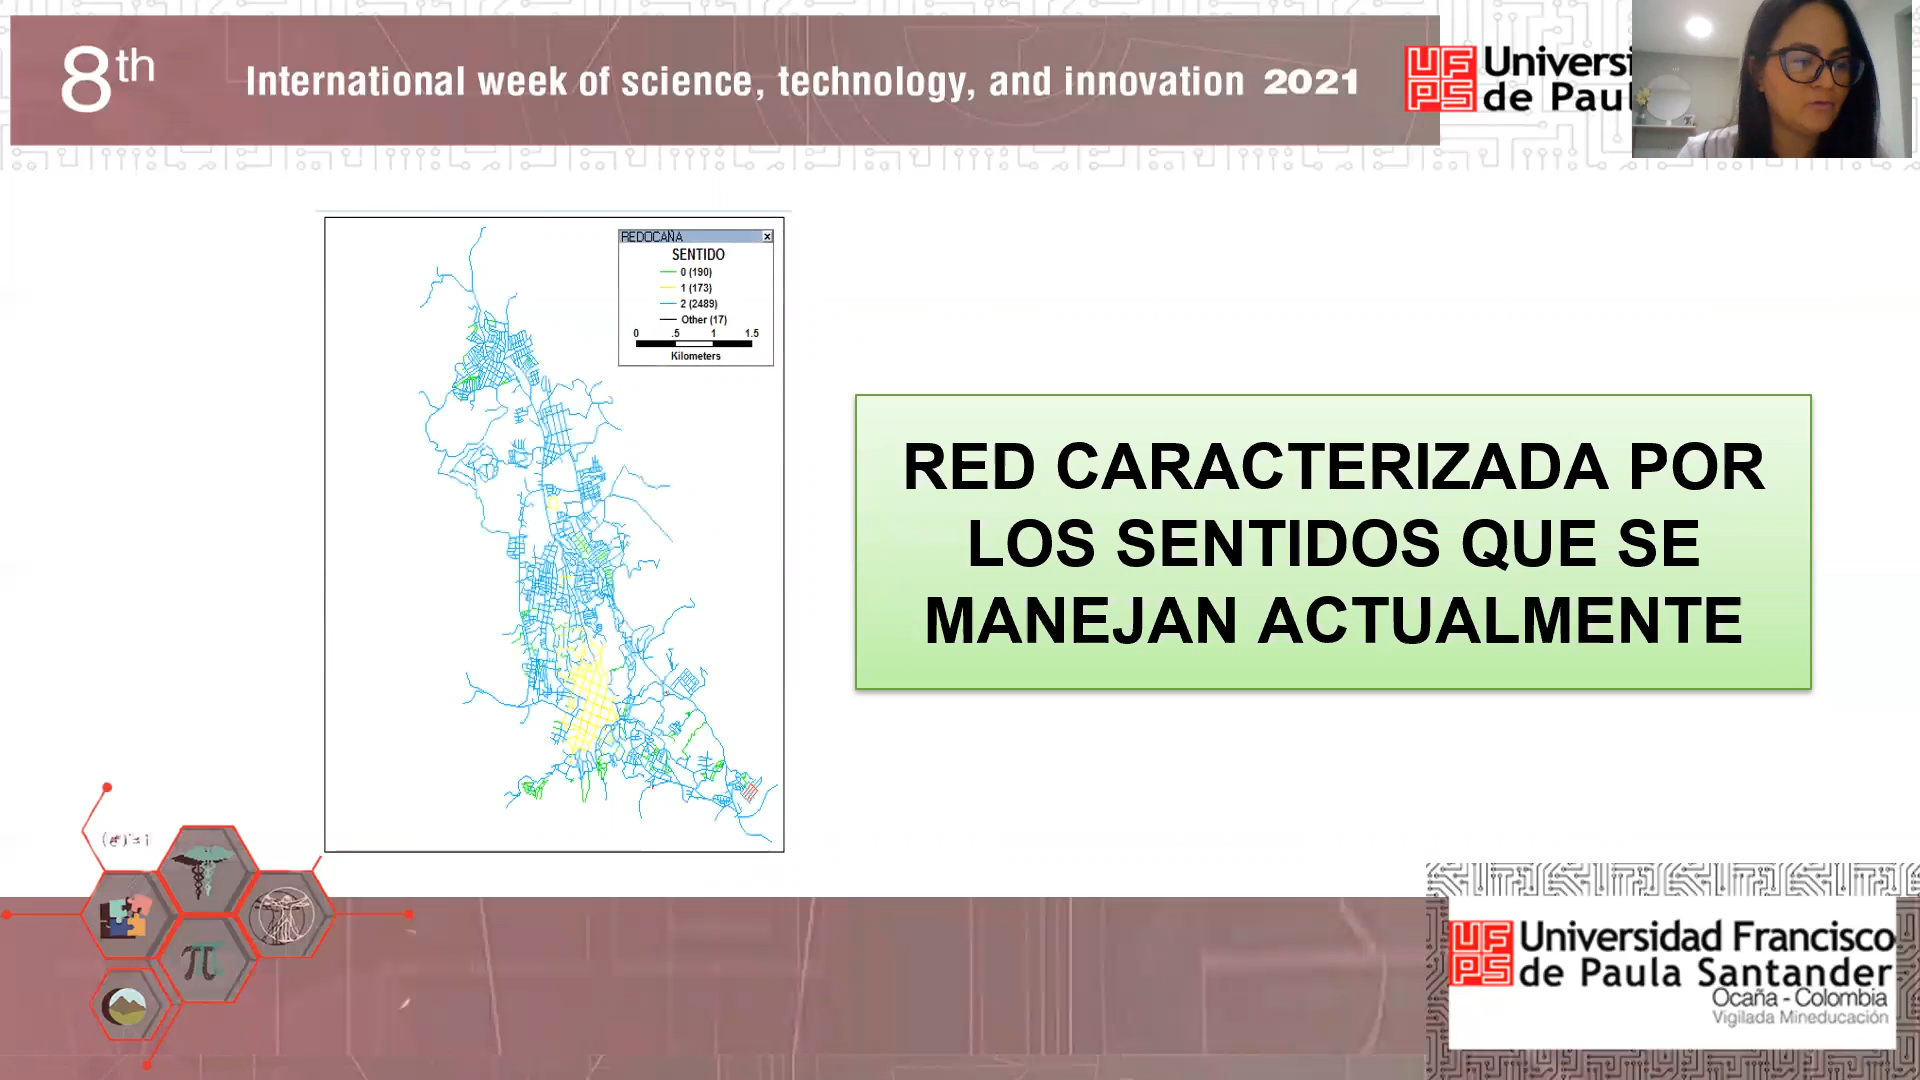 8th
International week of science, technology, and innovation 2021
UFPS
Universi
de Paul
REDOCAÑA
SENTIDO
0 (190)
1 (173)
2 (2489)
Other (17)
0 .5 1 1.5
Kilometers
RED CARACTERIZADA POR
LOS SENTIDOS QUE SE
MANEJAN ACTUALMENTE
π
UFPS
Universidad Francisco
de Paula Santander
Ocaña - Colombia
Vigilada Mineducación